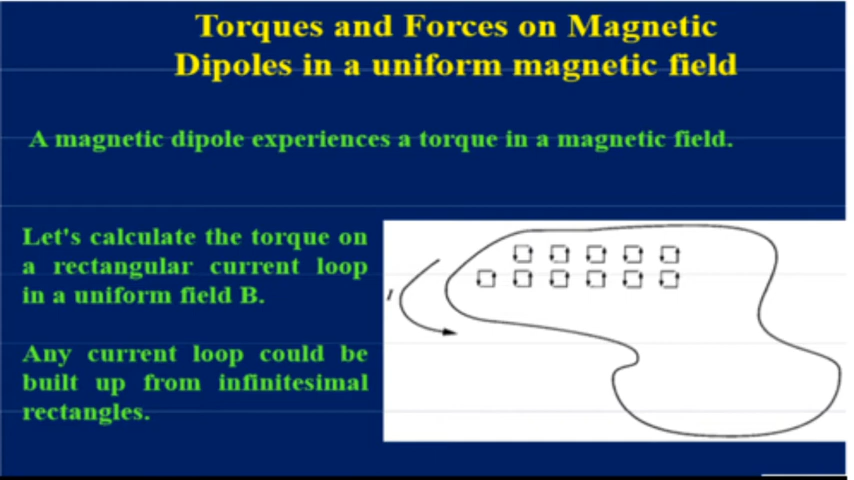 Torques and Forces on Magnetic
Dipoles in a uniform magnetic field
A magnetic dipole experiences a torque in a magnetic field.
Let's calculate the torque on
a rectangular current loop
in a uniform field B.
Any current loop could be
built up from infinitesimal
rectangles.
I